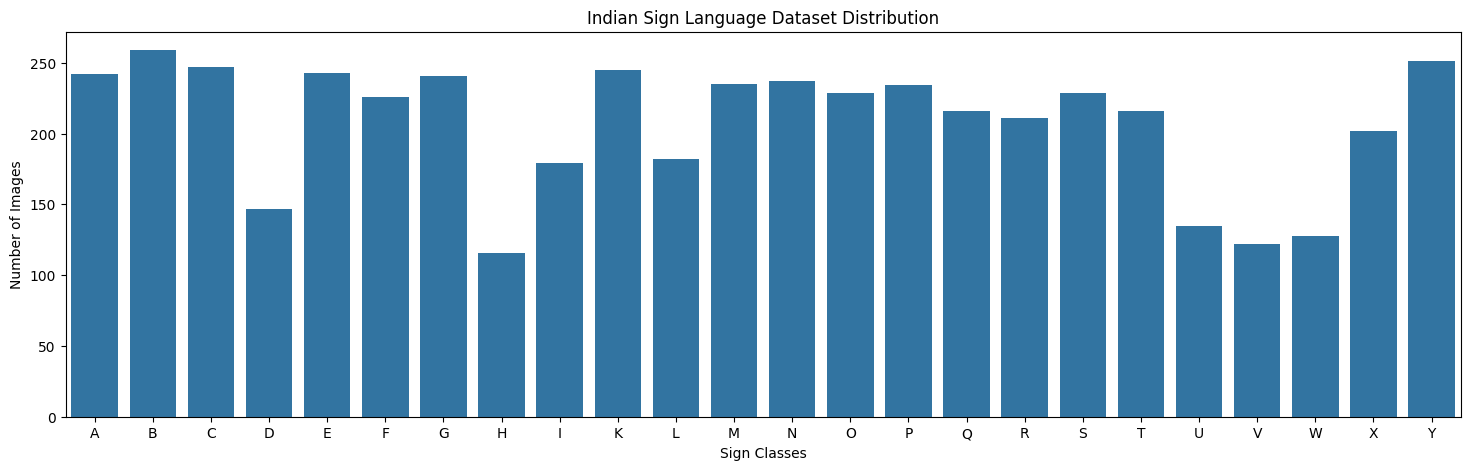 Indian Sign Language Dataset Distribution
Number of Images
250
200
150
100
50
0
A B C D E F G H I K L M N O P Q R S T U V W X Y
Sign Classes